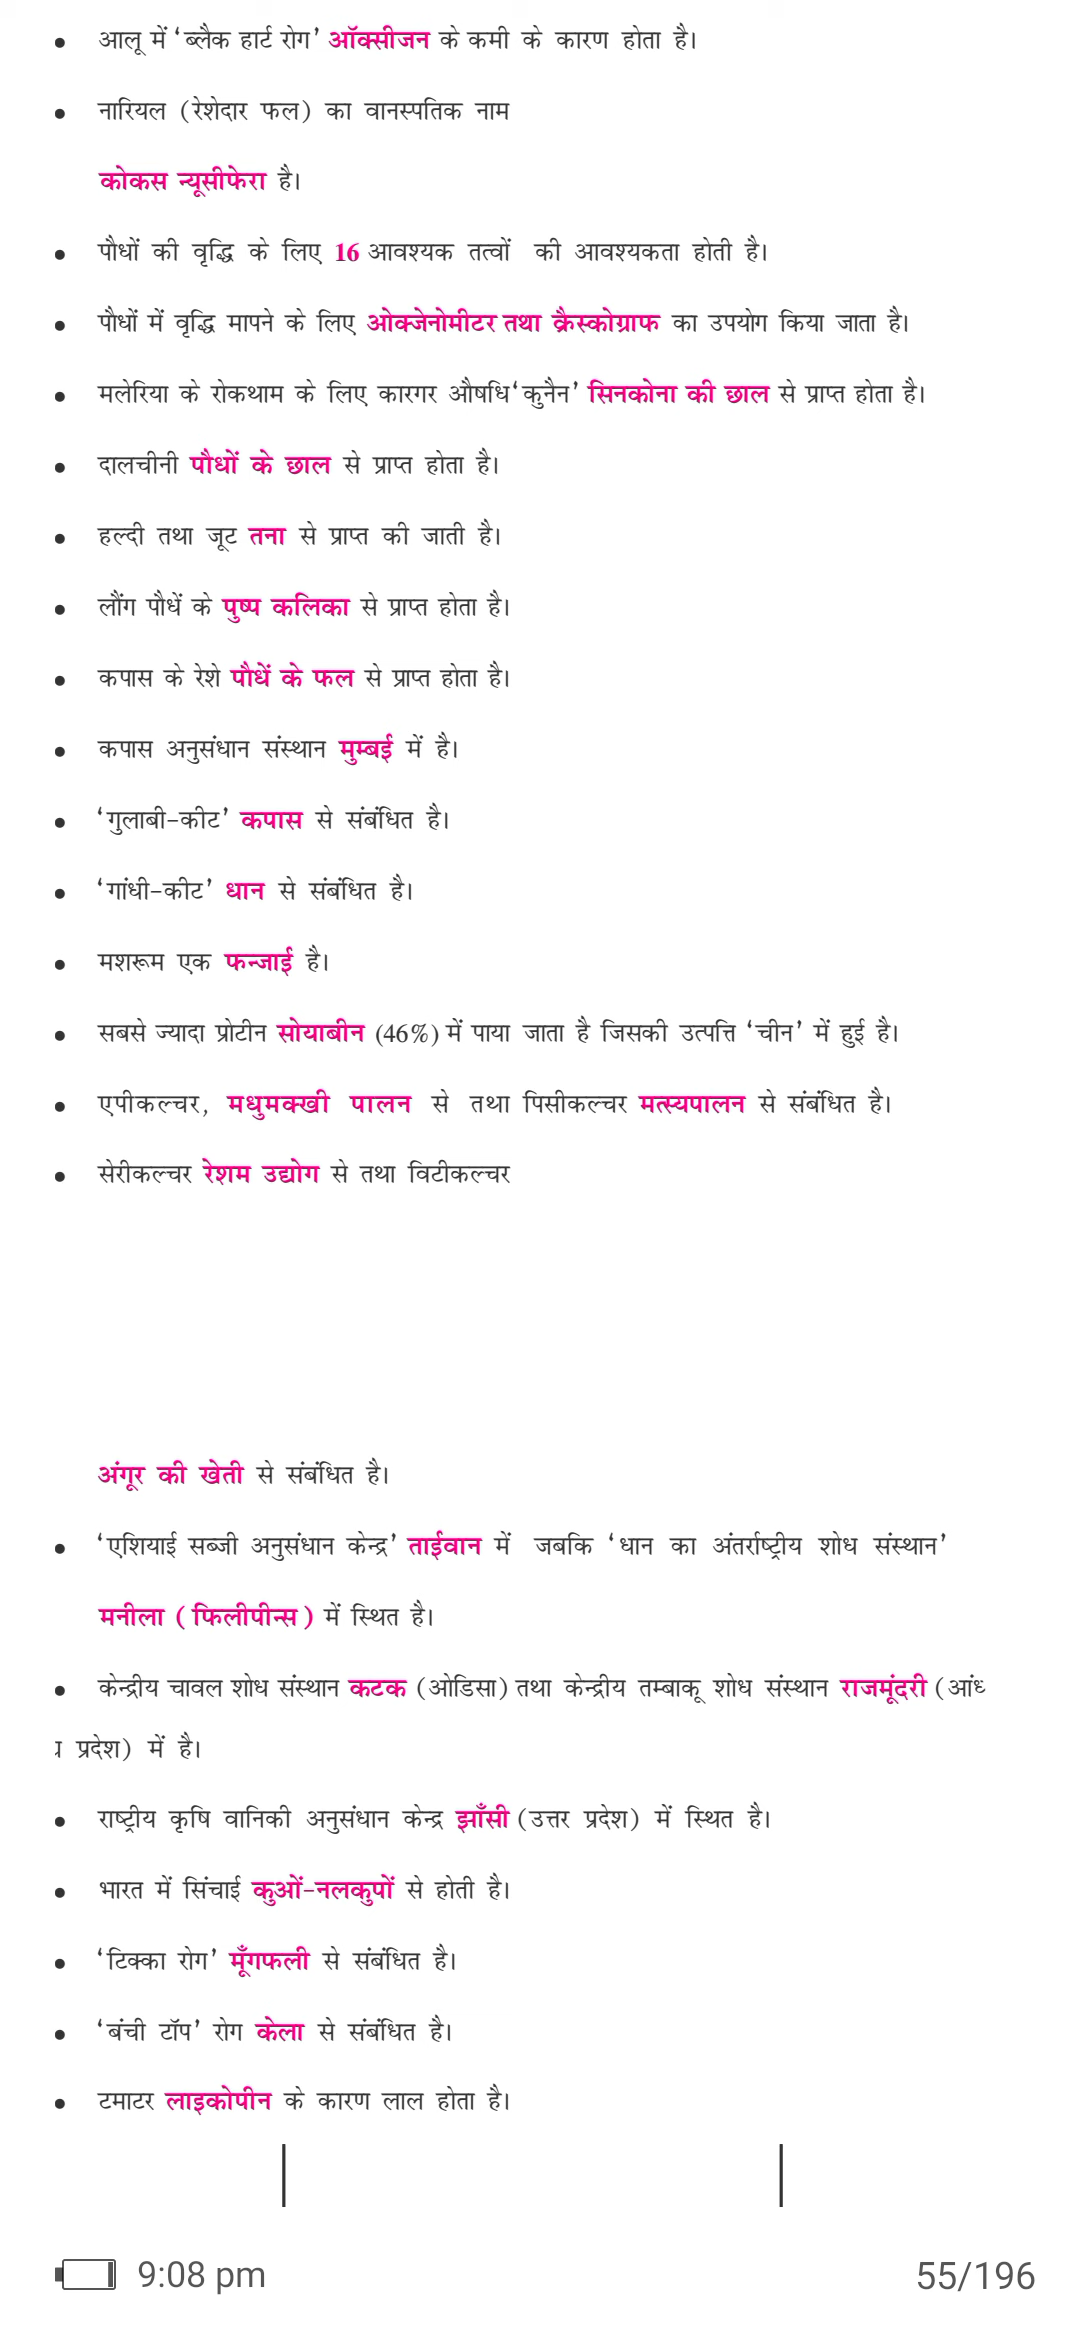 • आलू में ‘ब्लैक हार्ट रोग’ ऑक्सीजन के कमी के कारण होता है।
• नारियल (रेशेदार फल) का वानस्पतिक नाम
कोकस न्यूसीफेरा है।
• पौधों की वृद्धि के लिए 16 आवश्यक तत्वों की आवश्यकता होती है।
• पौधों में वृद्धि मापने के लिए ओक्जेनोमीटर तथा क्रैस्कोग्राफ का उपयोग किया जाता है।
• मलेरिया के रोकथाम के लिए कारगर औषधि‘कुनैन’ सिनकोना की छाल से प्राप्त होता है।
• दालचीनी पौधों के छाल से प्राप्त होता है।
• हल्दी तथा जूट तना से प्राप्त की जाती है।
• लौंग पौधें के पुष्प कलिका से प्राप्त होता है।
• कपास के रेशे पौधें के फल से प्राप्त होता है।
• कपास अनुसंधान संस्थान मुम्बई में है।
• ‘गुलाबी-कीट’ कपास से संबंधित है।
• ‘गांधी-कीट’ धान से संबंधित है।
• मशरूम एक फन्जाई है।
• सबसे ज्यादा प्रोटीन सोयाबीन (46%) में पाया जाता है जिसकी उत्पत्ति ‘चीन’ में हुई है।
• एपीकल्चर, मधुमक्खी पालन से तथा पिसीकल्चर मत्स्यपालन से संबंधित है।
• सेरीकल्चर रेशम उद्योग से तथा विटीकल्चर
अंगूर की खेती से संबंधित है।
• ‘एशियाई सब्जी अनुसंधान केन्द्र’ ताईवान में जबकि ‘धान का अंतर्राष्ट्रीय शोध संस्थान’
मनीला (फिलीपीन्स) में स्थित है।
• केन्द्रीय चावल शोध संस्थान कटक (ओडिसा) तथा केन्द्रीय तम्बाकू शोध संस्थान राजमूंदरी (आंध्
प्रदेश) में है।
• राष्ट्रीय कृषि वानिकी अनुसंधान केन्द्र झाँसी (उत्तर प्रदेश) में स्थित है।
• भारत में सिंचाई कुओं-नलकुपों से होती है।
• ‘टिक्का रोग’ मूँगफली से संबंधित है।
• ‘बंची टॉप’ रोग केला से संबंधित है।
• टमाटर लाइकोपीन के कारण लाल होता है।
9:08 pm 55/196